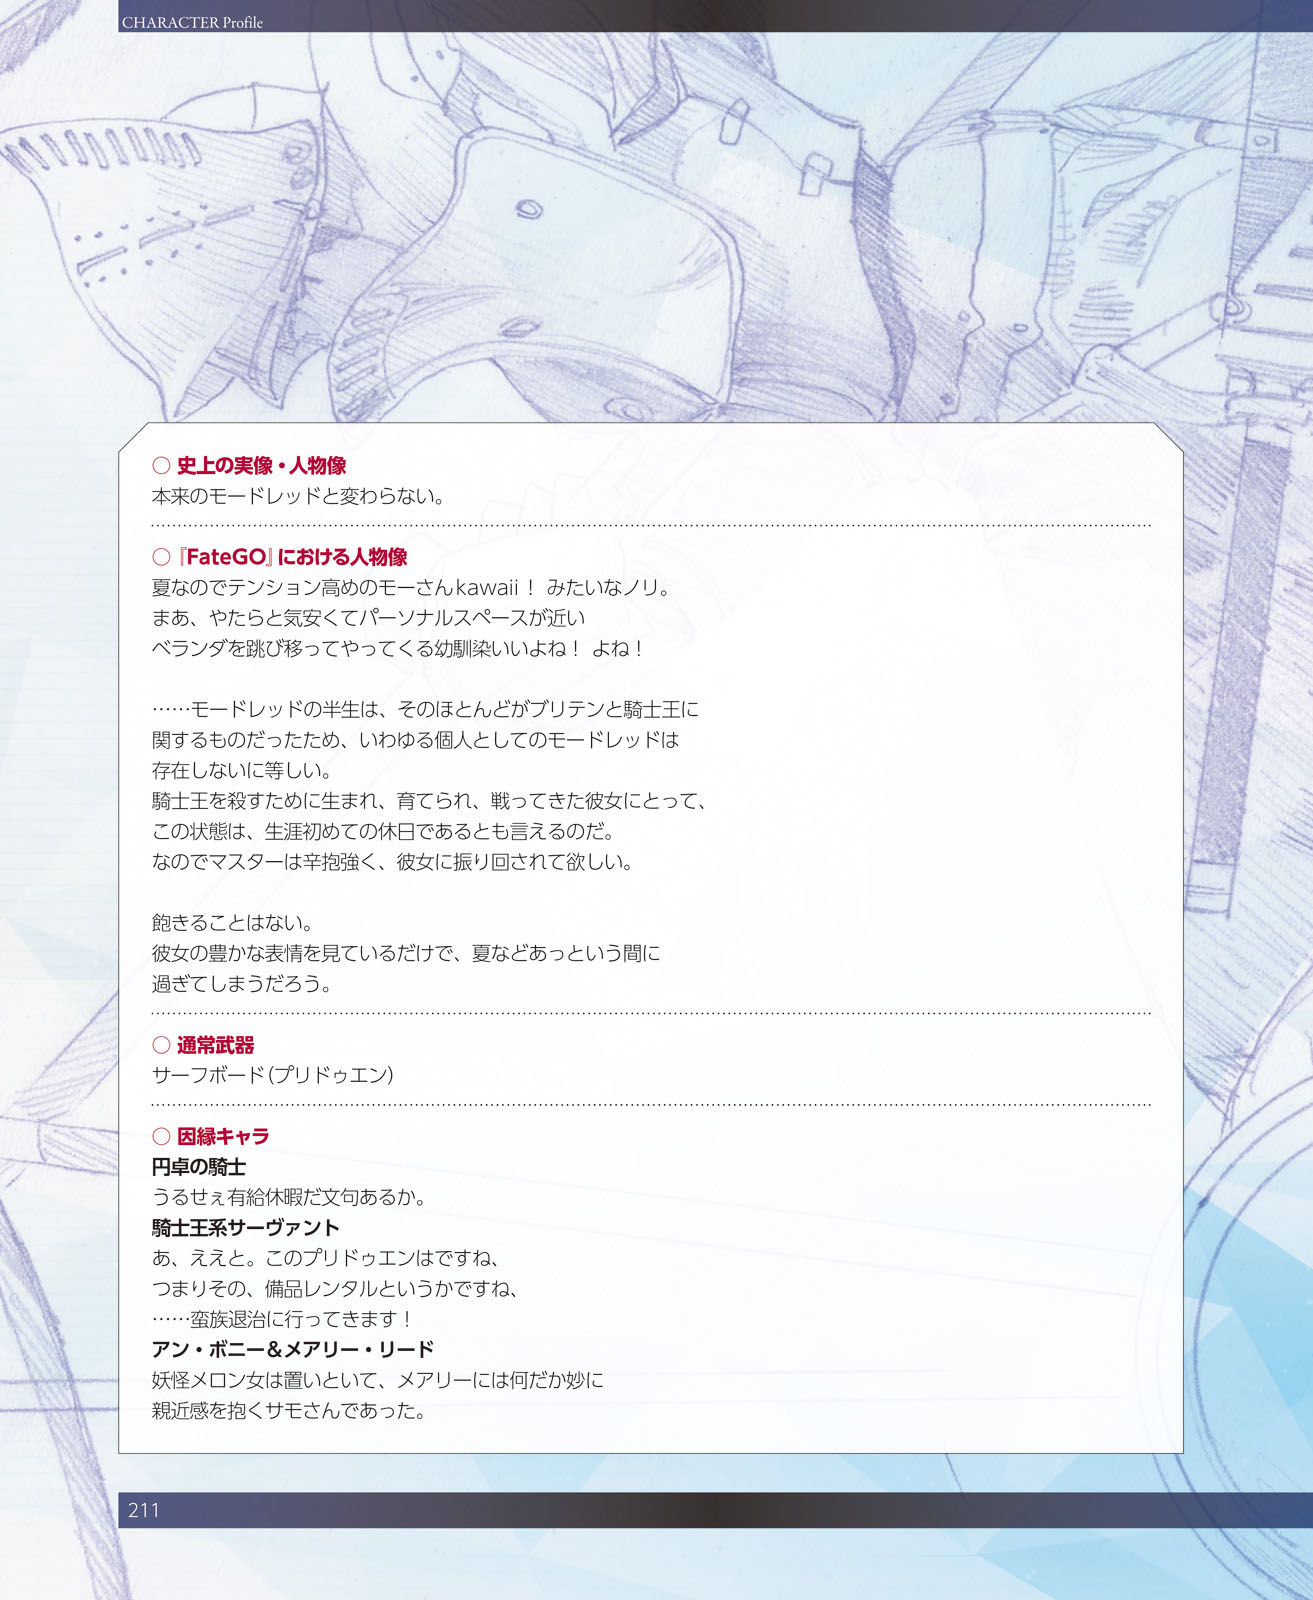 CHARACTER Profile
○ 史上の実像・人物像
本来のモードレッドと変わらない。
○『FateGO』における人物像
夏なのでテンション高めのモーさんkawaii！ みたいなノリ。
まあ、やたらと気安くてパーソナルスペースが近い
ベランダを跳び移ってやってくる幼馴染いいよね！ よね！
……モードレッドの半生は、そのほとんどがブリテンと騎士王に
関するものだったため、いわゆる個人としてのモードレッドは
存在しないに等しい。
騎士王を殺すために生まれ、育てられ、戦ってきた彼女にとって、
この状態は、生涯初めての休日であるとも言えるのだ。
なのでマスターは辛抱強く、彼女に振り回されて欲しい。
飽きることはない。
彼女の豊かな表情を見ているだけで、夏などあっという間に
過ぎてしまうだろう。
○ 通常武器
サーフボード(プリドゥエン)
○ 因縁キャラ
円卓の騎士
うるせぇ有給休暇だ文句あるか。
騎士王系サーヴァント
あ、ええと。このプリドゥエンはですね、
つまりその、備品レンタルというかですね、
……蛮族退治に行ってきます！
アン・ボニー＆メアリー・リード
妖怪メロン女は置いといて、メアリーには何だか妙に
親近感を抱くサモさんであった。
211